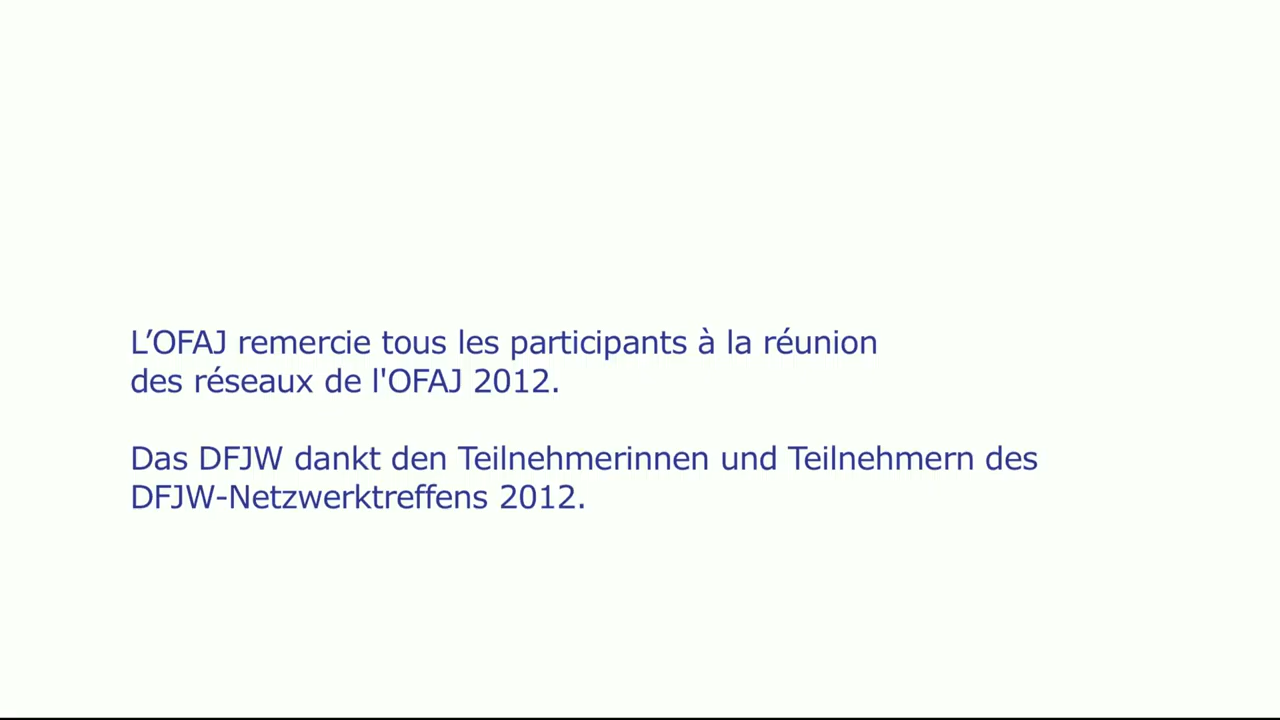 L’OFAJ remercie tous les participants à la réunion
des réseaux de l'OFAJ 2012.
Das DFJW dankt den Teilnehmerinnen und Teilnehmern des
DFJW-Netzwerktreffens 2012.